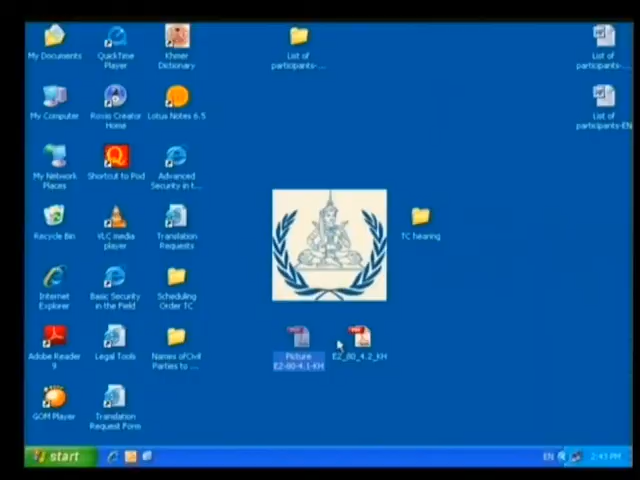 My Documents
QuickTime
Player
Khmer
Dictionary
List of
participants-...
List of
participants-...
My Computer
Roxio Creator
Home
Lotus Notes 6.5
List of
participants-EN
My Network
Places
Shortcut to Pod
Advanced
Security in t...
Recycle Bin
VLC media
player
Translation
Requests
TC hearing
Internet
Explorer
Basic Security
in the Field
Scheduling
Order TC
Adobe Reader
9
Legal Tools
Names ofCivil
Parties to ...
Picture
E2-80-4.1-KH
E2_80_4.2_KH
GOM Player
Translation
Request Form
start
EN
2:43 PM